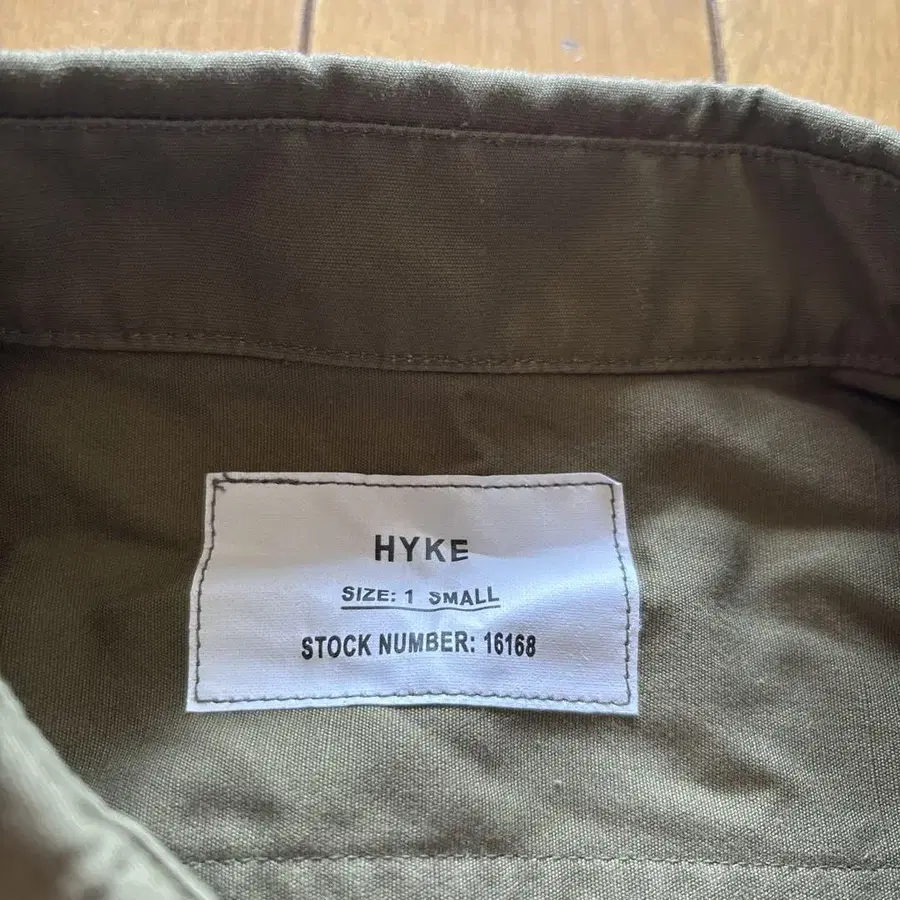 HYKE
SIZE: 1 SMALL
STOCK NUMBER: 16168